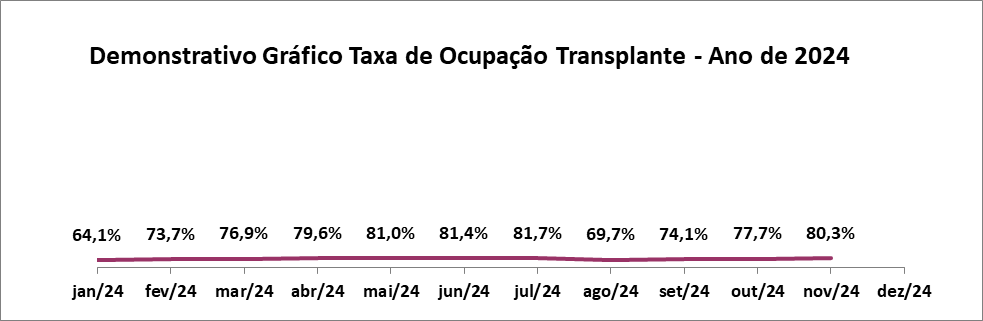 Demonstrativo Gráfico Taxa de Ocupação Transplante - Ano de 2024
64,1% 73,7% 76,9% 79,6% 81,0% 81,4% 81,7% 69,7% 74,1% 77,7% 80,3%
jan/24 fev/24 mar/24 abr/24 mai/24 jun/24 jul/24 ago/24 set/24 out/24 nov/24 dez/24